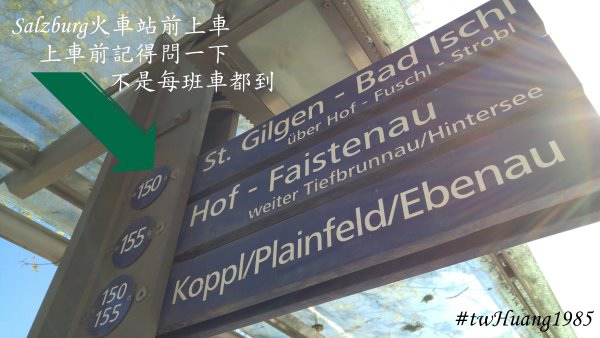 Salzburg火車站前上車
上車前記得問一下
不是每班車都到
150
St. Gilgen - Bad Ischl
über Hof - Fuschl - Strobl
155
Hof - Faistenau
weiter Tiefbrunnau/Hintersee
150
155
Koppl/Plainfeld/Ebenau
#twHuang1985